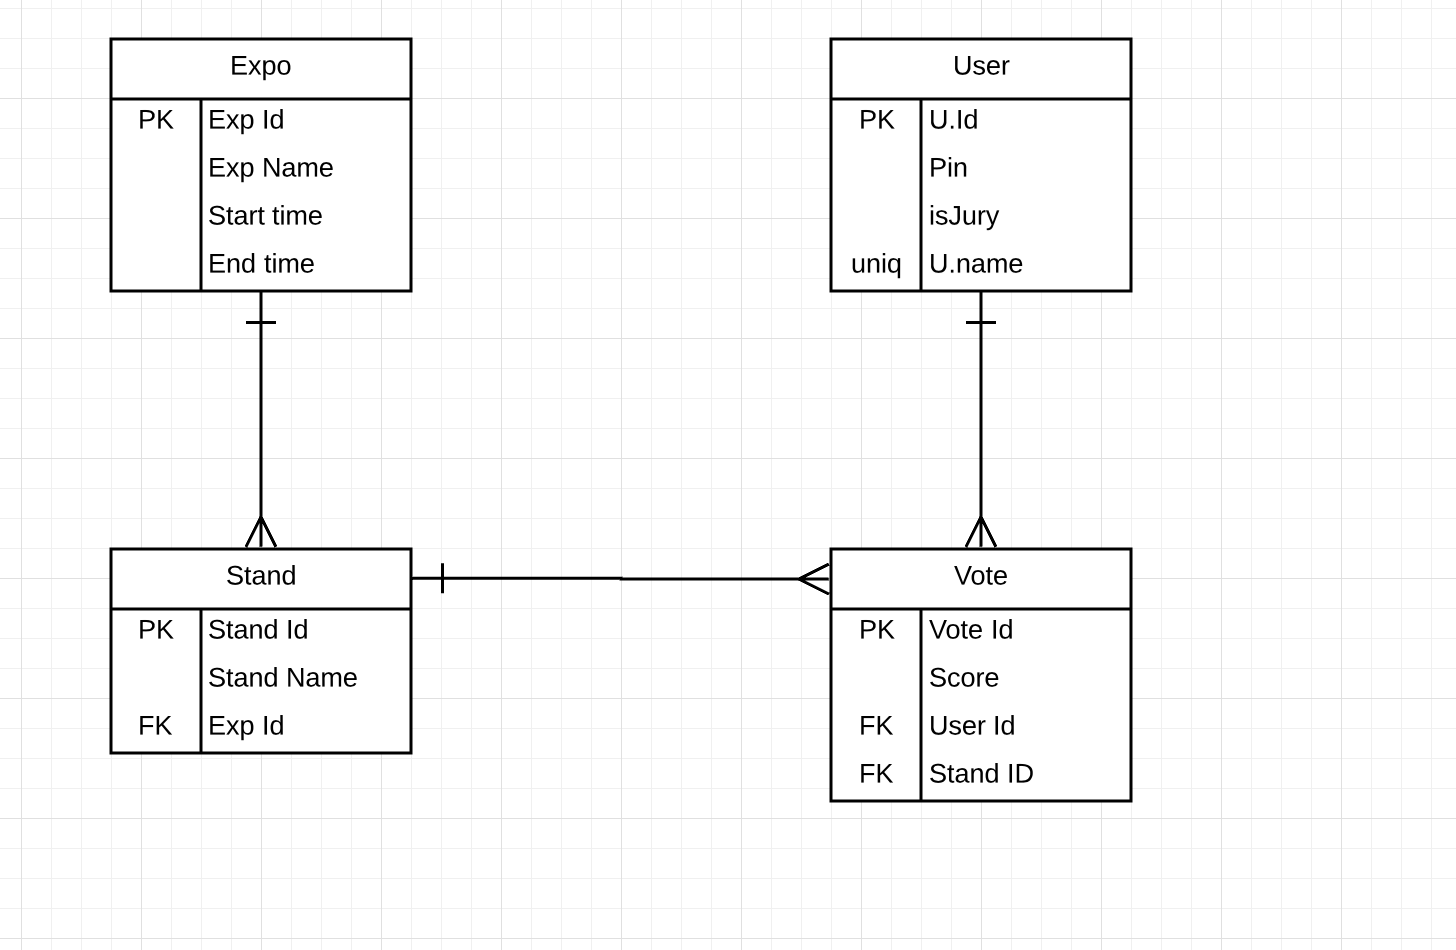 Expo
PK Exp Id
Exp Name
Start time
End time
User
PK U.Id
Pin
isJury
uniq U.name
Stand
PK Stand Id
Stand Name
FK Exp Id
Vote
PK Vote Id
Score
FK User Id
FK Stand ID